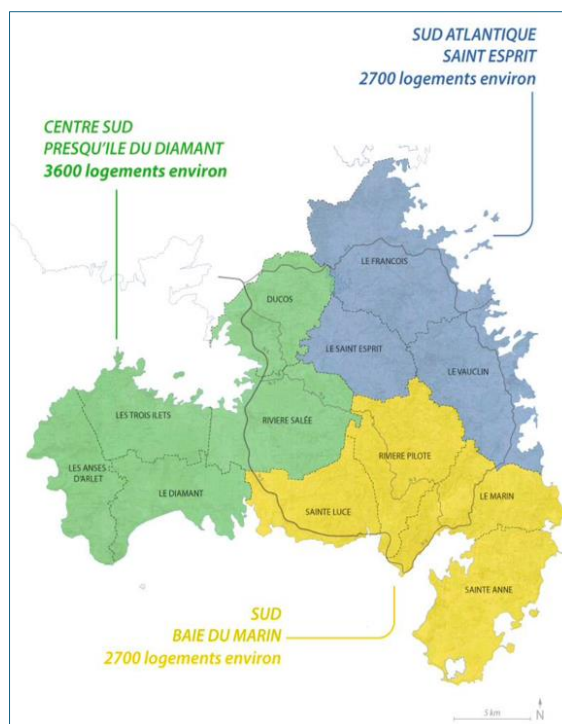 SUD ATLANTIQUE
SAINT ESPRIT
2700 logements environ
CENTRE SUD
PRESQU'ILE DU DIAMANT
3600 logements environ
LE FRANCOIS
DUCOS
LE SAINT ESPRIT
LE VAUCLIN
LES TROIS ILETS
RIVIERE SALÉE
RIVIERE PILOTE
LES ANSES
D'ARLET
LE DIAMANT
SAINTE LUCE
LE MARIN
SAINTE ANNE
SUD
BAIE DU MARIN
2700 logements environ
5 km
N